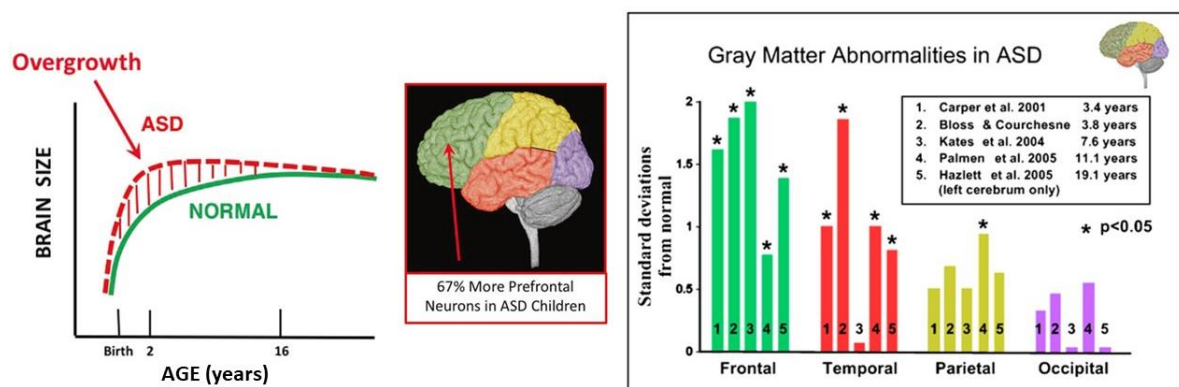 Overgrowth
ASD
NORMAL
BRAIN SIZE
Birth 2 16
AGE (years)
67% More Prefrontal
Neurons in ASD Children
Gray Matter Abnormalities in ASD
1. Carper et al. 2001 3.4 years
2. Bloss & Courchesne 3.8 years
3. Kates et al. 2004 7.6 years
4. Palmen et al. 2005 11.1 years
5. Hazlett et al. 2005 19.1 years
(left cerebrum only)
* p<0.05
Standard deviations
from normal
2
1.5
1
0.5
0
* * * * *
* * * *
*
1 2 3 4 5
1 2 3 4 5
1 2 3 4 5
1 2 3 4 5
Frontal Temporal Parietal Occipital